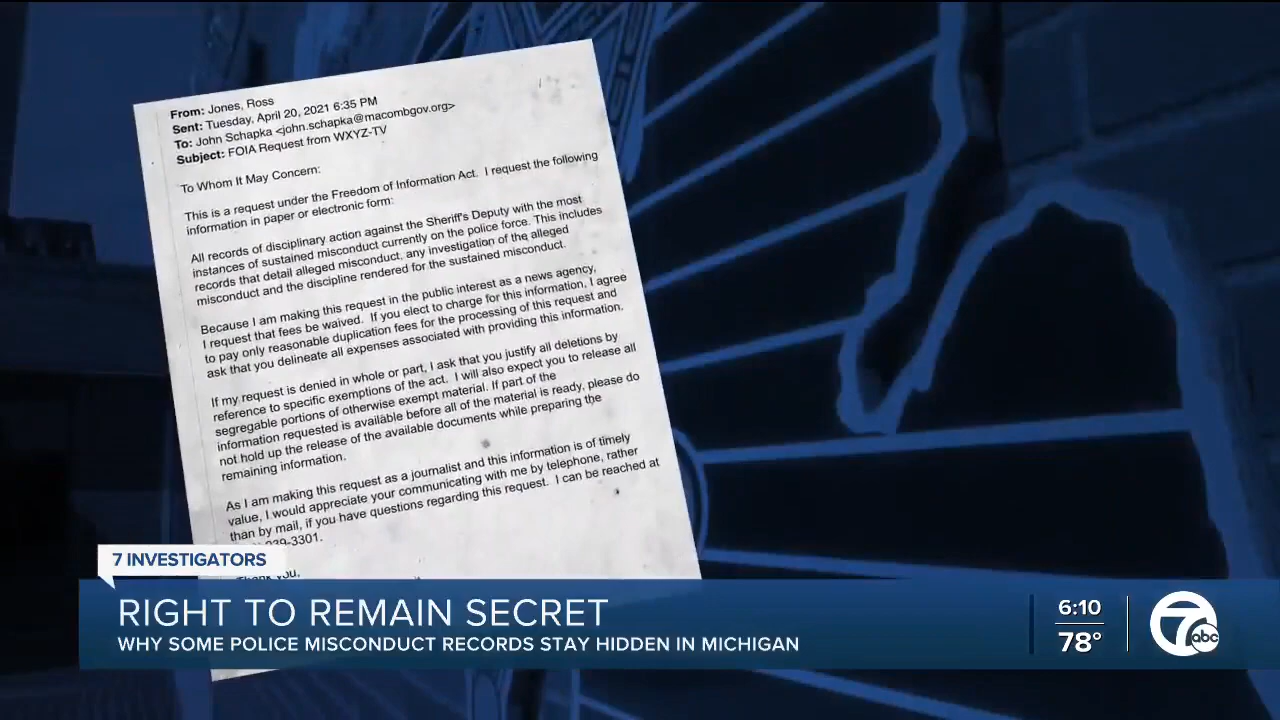 From: Jones, Ross
Sent: Tuesday, April 20, 2021 6:35 PM
To: John Schapka <john.schapka@macombgov.org>
Subject: FOIA Request from WXYZ-TV
To Whom It May Concern:
This is a request under the Freedom of Information Act. I request the following
information in paper or electronic form:
All records of disciplinary action against the Sheriff's Deputy with the most
instances of sustained misconduct currently on the police force. This includes
records that detail alleged misconduct, any investigation of the alleged
misconduct and the discipline rendered for the sustained misconduct.
Because I am making this request in the public interest as a news agency,
I request that fees be waived. If you elect to charge for this information, I agree
to pay only reasonable duplication fees for the processing of this request and
ask that you delineate all expenses associated with providing this information.
If my request is denied in whole or part, I ask that you justify all deletions by
reference to specific exemptions of the act. I will also expect you to release all
segregable portions of otherwise exempt material. If part of the
information requested is available before all of the material is ready, please do
not hold up the release of the available documents while preparing the
remaining information.
As I am making this request as a journalist and this information is of timely
value, I would appreciate your communicating with me by telephone, rather
than by mail, if you have questions regarding this request. I can be reached at
-3301.
Thank you,
7 INVESTIGATORS
RIGHT TO REMAIN SECRET
WHY SOME POLICE MISCONDUCT RECORDS STAY HIDDEN IN MICHIGAN
6:10
78°
7 abc